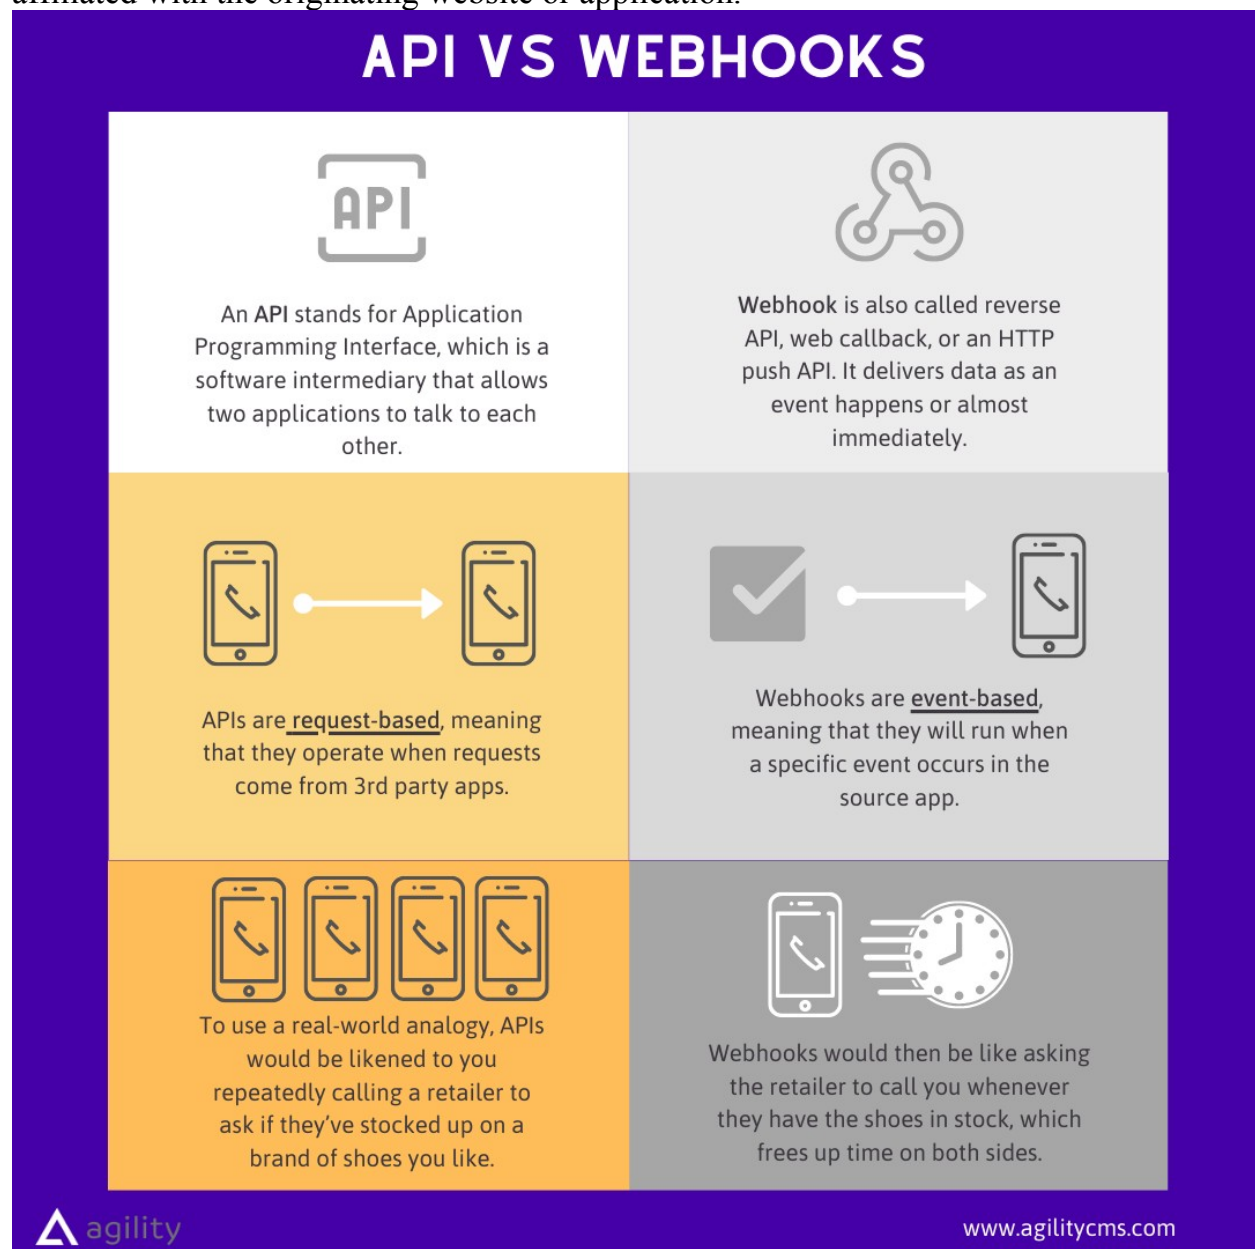 affiliated with the originating website or application.
API VS WEBHOOKS
API
An API stands for Application
Programming Interface, which is a
software intermediary that allows
two applications to talk to each
other.
Webhook is also called reverse
API, web callback, or an HTTP
push API. It delivers data as an
event happens or almost
immediately.
APIs are request-based, meaning
that they operate when requests
come from 3rd party apps.
Webhooks are event-based,
meaning that they will run when
a specific event occurs in the
source app.
To use a real-world analogy, APIs
would be likened to you
repeatedly calling a retailer to
ask if they've stocked up on a
brand of shoes you like.
Webhooks would then be like asking
the retailer to call you whenever
they have the shoes in stock, which
frees up time on both sides.
agility
www.agilitycms.com